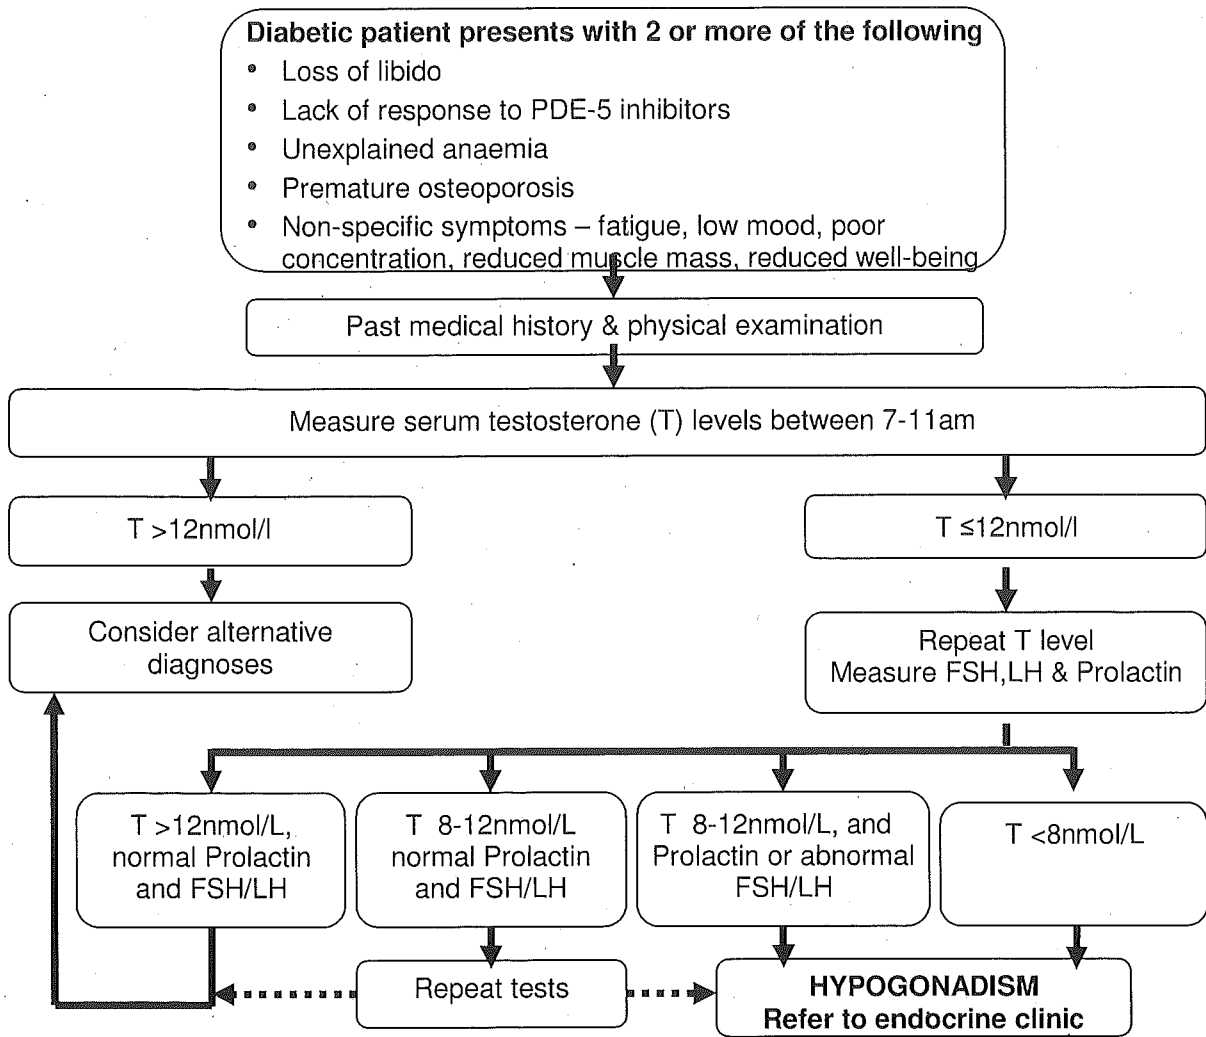 Diabetic patient presents with 2 or more of the following
• Loss of libido
• Lack of response to PDE-5 inhibitors
• Unexplained anaemia
• Premature osteoporosis
• Non-specific symptoms – fatigue, low mood, poor
concentration, reduced muscle mass, reduced well-being
Past medical history & physical examination
Measure serum testosterone (T) levels between 7-11am
T >12nmol/l
T ≤12nmol/l
Consider alternative
diagnoses
Repeat T level
Measure FSH,LH & Prolactin
T >12nmol/L,
normal Prolactin
and FSH/LH
T 8-12nmol/L
normal Prolactin
and FSH/LH
T 8-12nmol/L, and
Prolactin or abnormal
FSH/LH
T <8nmol/L
Repeat tests
HYPOGONADISM
Refer to endocrine clinic